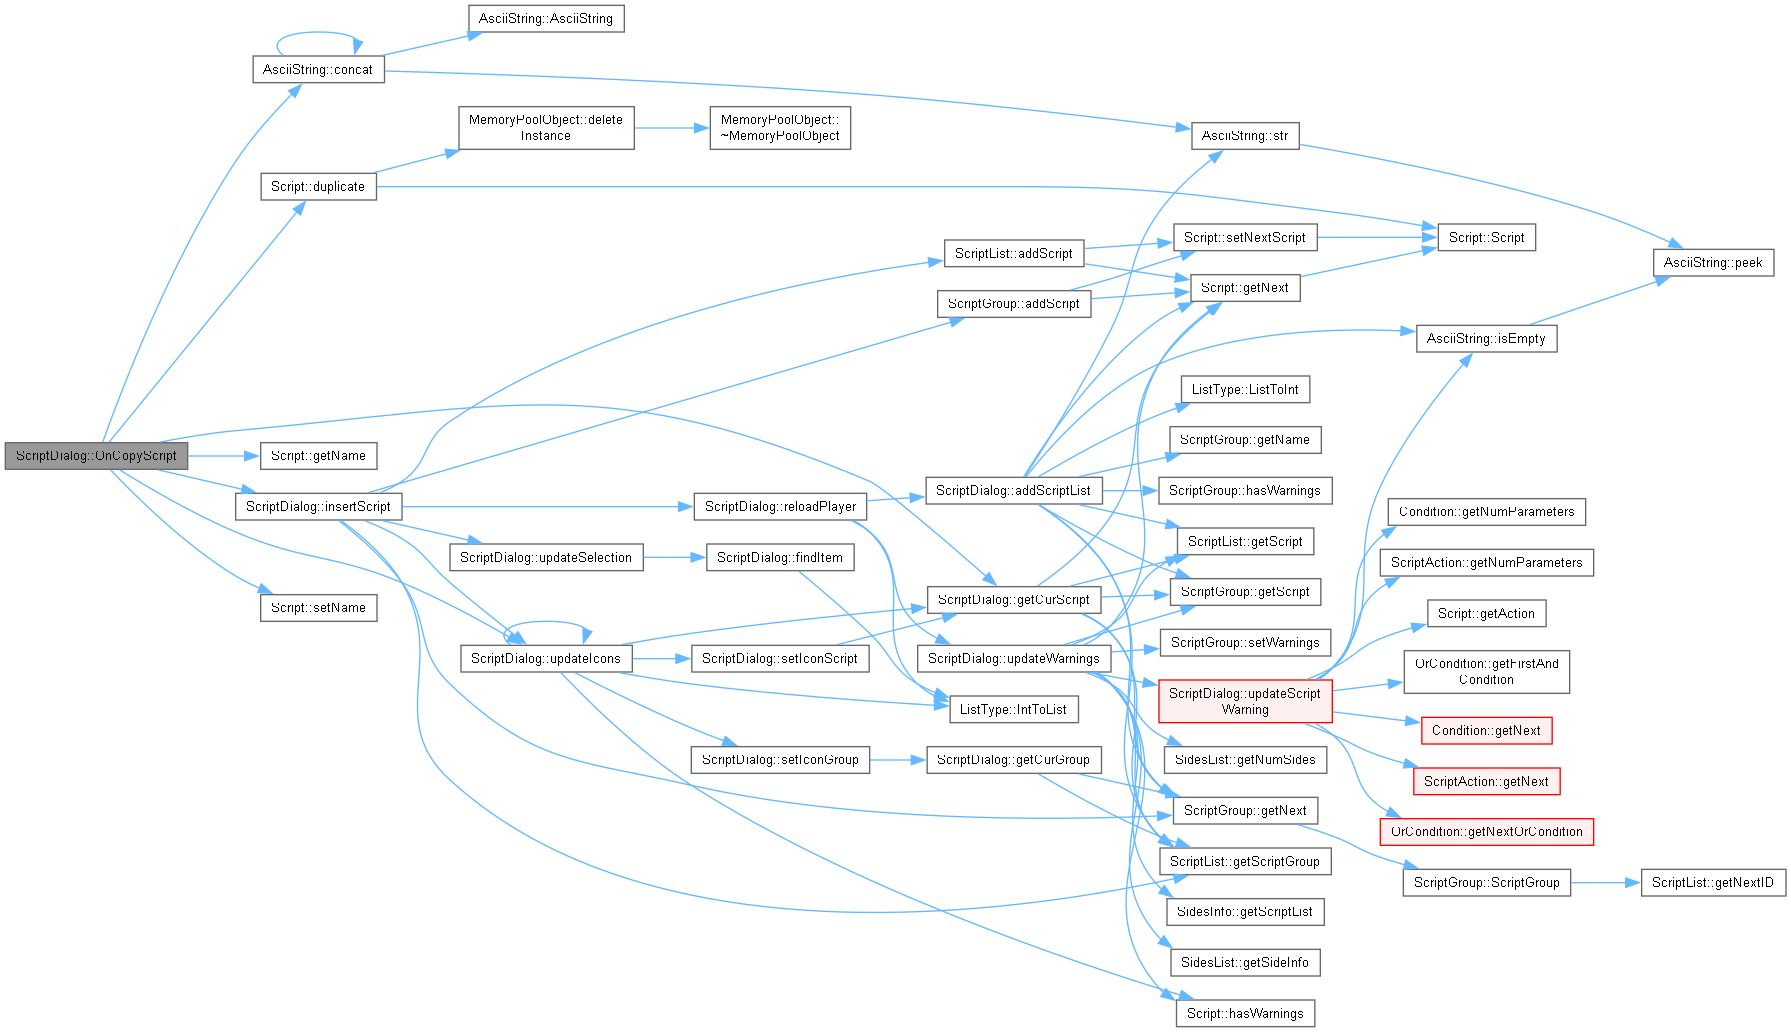 AsciiString::AsciiString
AsciiString::concat
MemoryPoolObject::delete
Instance
MemoryPoolObject::
~MemoryPoolObject
AsciiString::str
Script::duplicate
ScriptList::addScript
Script::setNextScript
Script::Script
AsciiString::peek
Script::getNext
ScriptGroup::addScript
AsciiString::isEmpty
ListType::ListToInt
ScriptGroup::getName
ScriptDialog::OnCopyScript
Script::getName
ScriptDialog::addScriptList
ScriptGroup::hasWarnings
ScriptDialog::insertScript
ScriptDialog::reloadPlayer
Condition::getNumParameters
ScriptList::getScript
ScriptDialog::updateSelection
ScriptDialog::findItem
ScriptAction::getNumParameters
ScriptGroup::getScript
ScriptDialog::getCurScript
Script::setName
Script::getAction
ScriptGroup::setWarnings
ScriptDialog::updateIcons
ScriptDialog::setIconScript
ScriptDialog::updateWarnings
OrCondition::getFirstAnd
Condition
ScriptDialog::updateScript
Warning
ListType::IntToList
Condition::getNext
ScriptDialog::setIconGroup
ScriptDialog::getCurGroup
SidesList::getNumSides
ScriptAction::getNext
ScriptGroup::getNext
OrCondition::getNextOrCondition
ScriptList::getScriptGroup
ScriptGroup::ScriptGroup
ScriptList::getNextID
SidesInfo::getScriptList
SidesList::getSideInfo
Script::hasWarnings